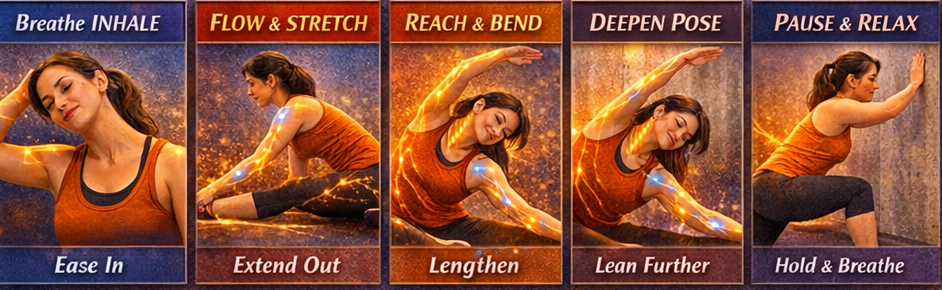 Breathe INHALE
Ease In
FLOW & STRETCH
Extend Out
REACH & BEND
Lengthen
DEEPEN POSE
Lean Further
PAUSE & RELAX
Hold & Breathe